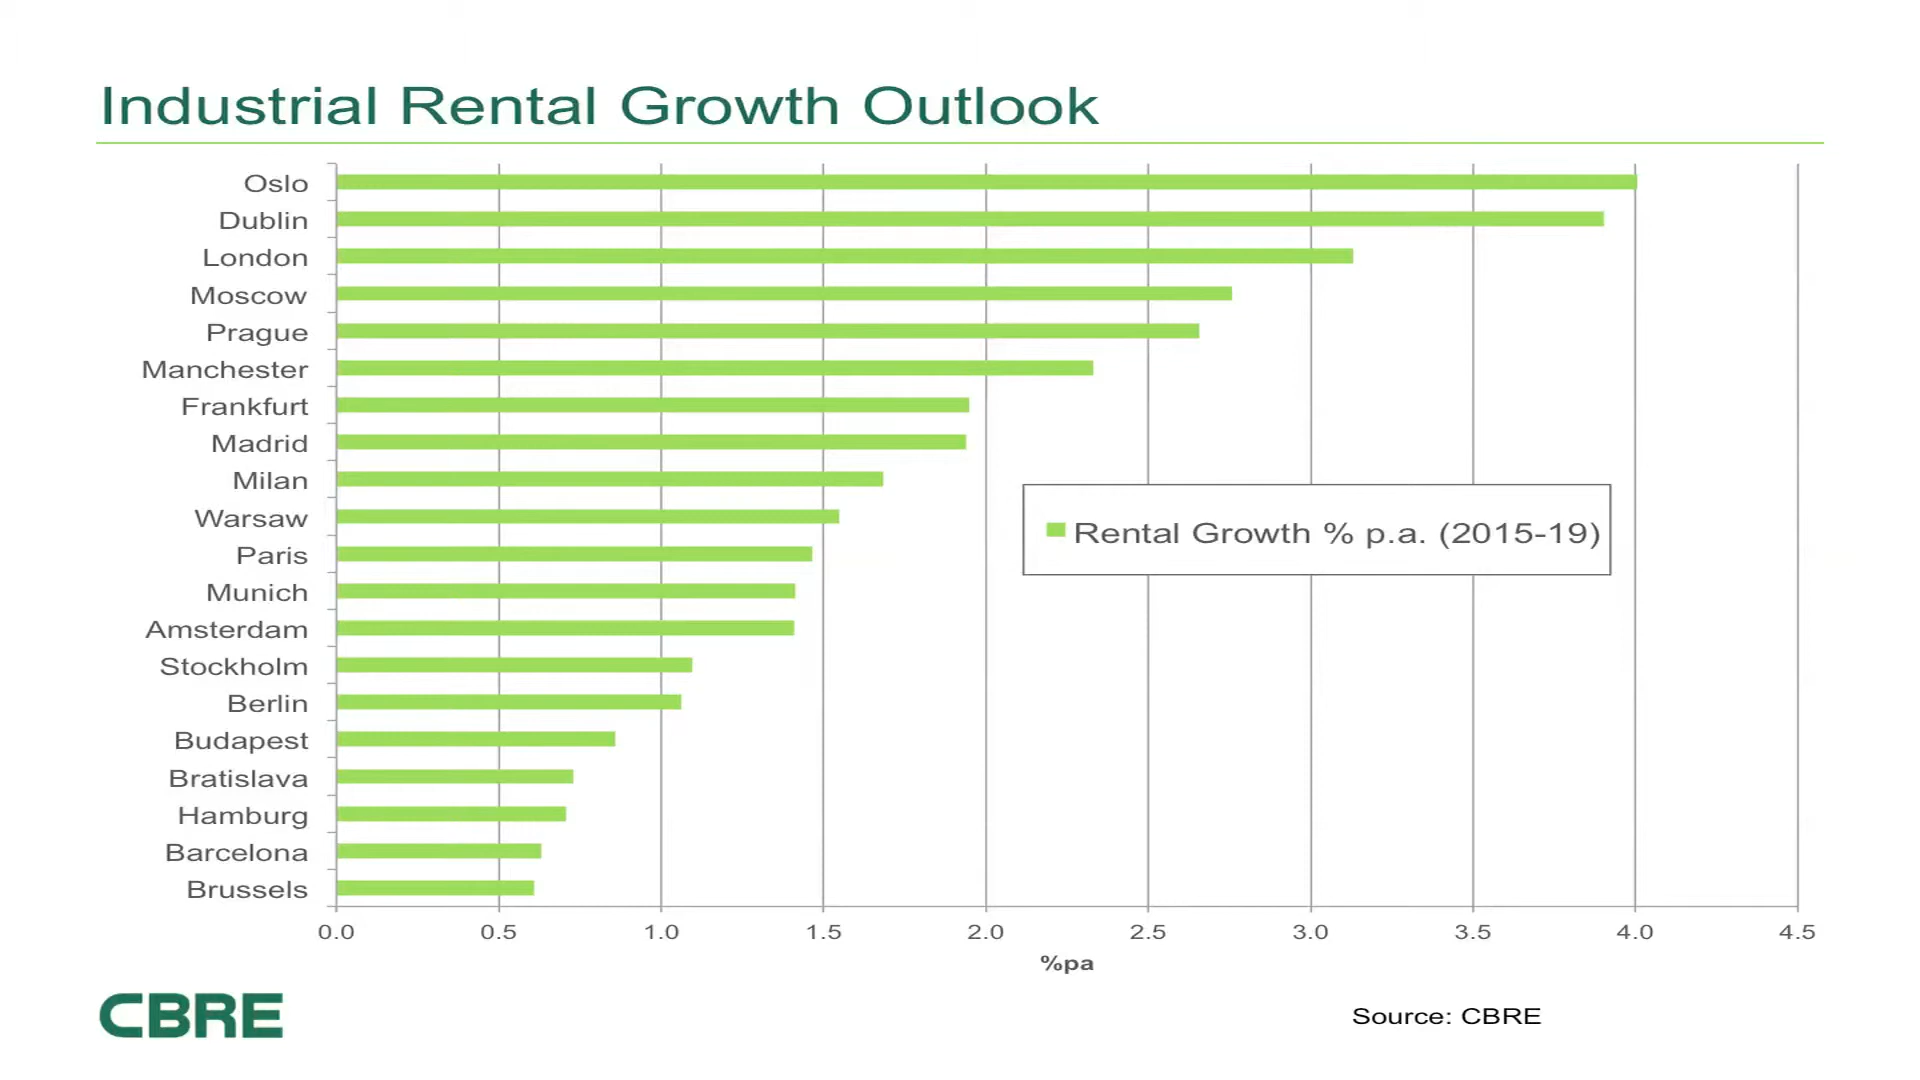 Industrial Rental Growth Outlook
Oslo
Dublin
London
Moscow
Prague
Manchester
Frankfurt
Madrid
Milan
Warsaw
Rental Growth % p.a. (2015-19)
Paris
Munich
Amsterdam
Stockholm
Berlin
Budapest
Bratislava
Hamburg
Barcelona
Brussels
0.0 0.5 1.0 1.5 2.0 2.5 3.0 3.5 4.0 4.5
%pa
CBRE
Source: CBRE